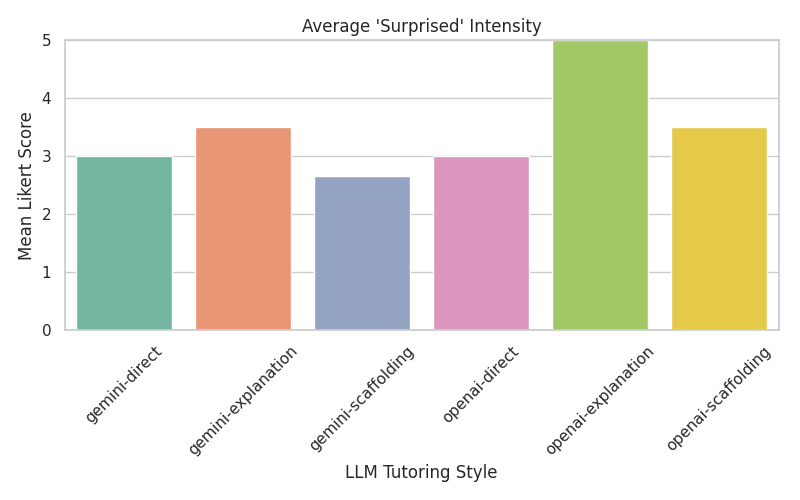 Average 'Surprised' Intensity
Mean Likert Score
5
4
3
2
1
0
gemini-direct
gemini-explanation
gemini-scaffolding
openai-direct
openai-explanation
openai-scaffolding
LLM Tutoring Style